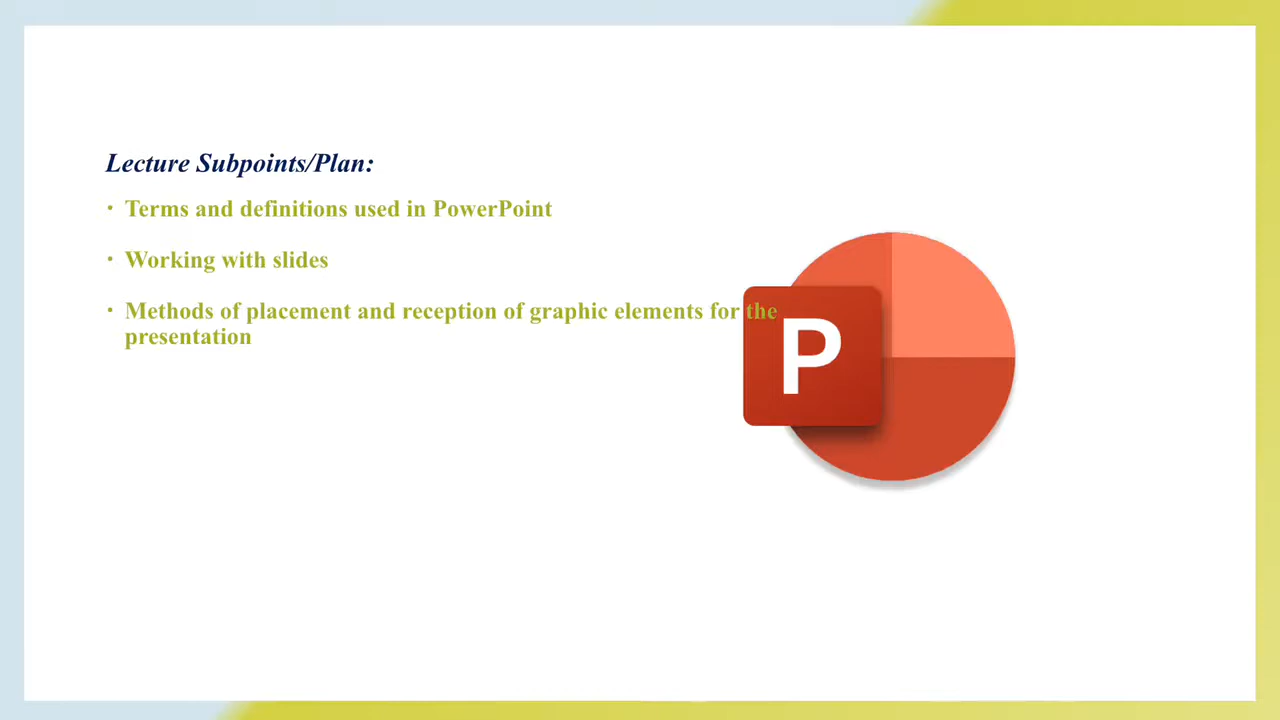 Lecture Subpoints/Plan:
· Terms and definitions used in PowerPoint
· Working with slides
· Methods of placement and reception of graphic elements for the
presentation
P